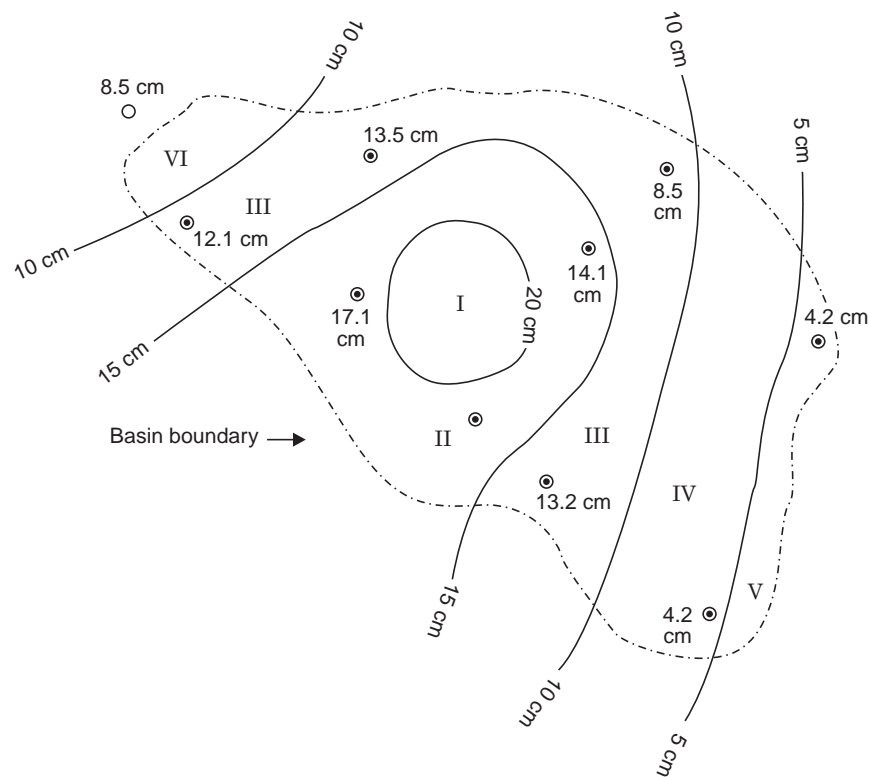 10 cm
10 cm
8.5 cm
13.5 cm
5 cm
VI
8.5
cm
III
12.1 cm
10 cm
14.1
cm
I
20 cm
17.1
cm
4.2 cm
15 cm
Basin boundary
II
III
13.2 cm
IV
V
15 cm
4.2
cm
10 cm
5 cm